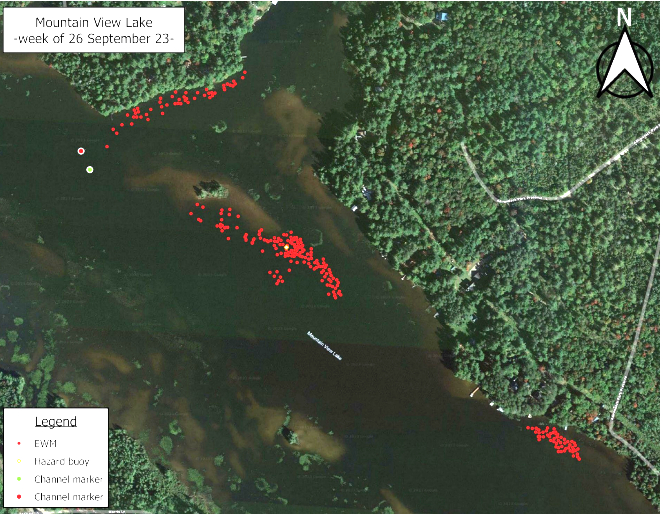 Mountain View Lake
-week of 26 September 23-
N
Mountain View Lake
Legend
EWM
Hazard buoy
Channel marker
Channel marker